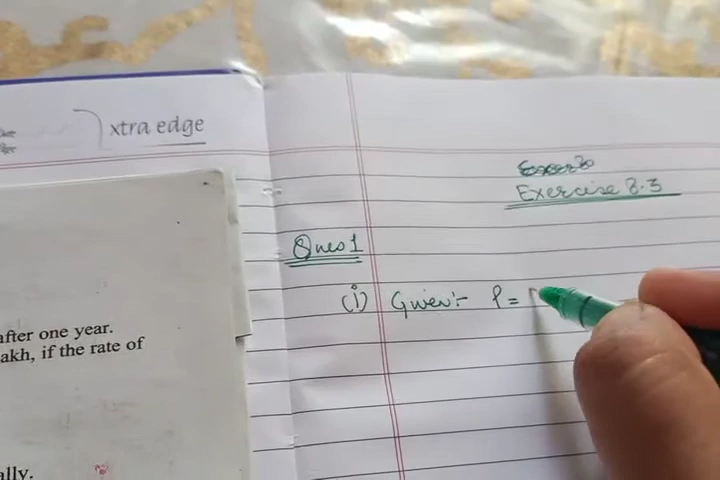 xtra edge
Exercise 8.3
Ques 1
(i) Given:- P =
after one year.
akh, if the rate of
ally.